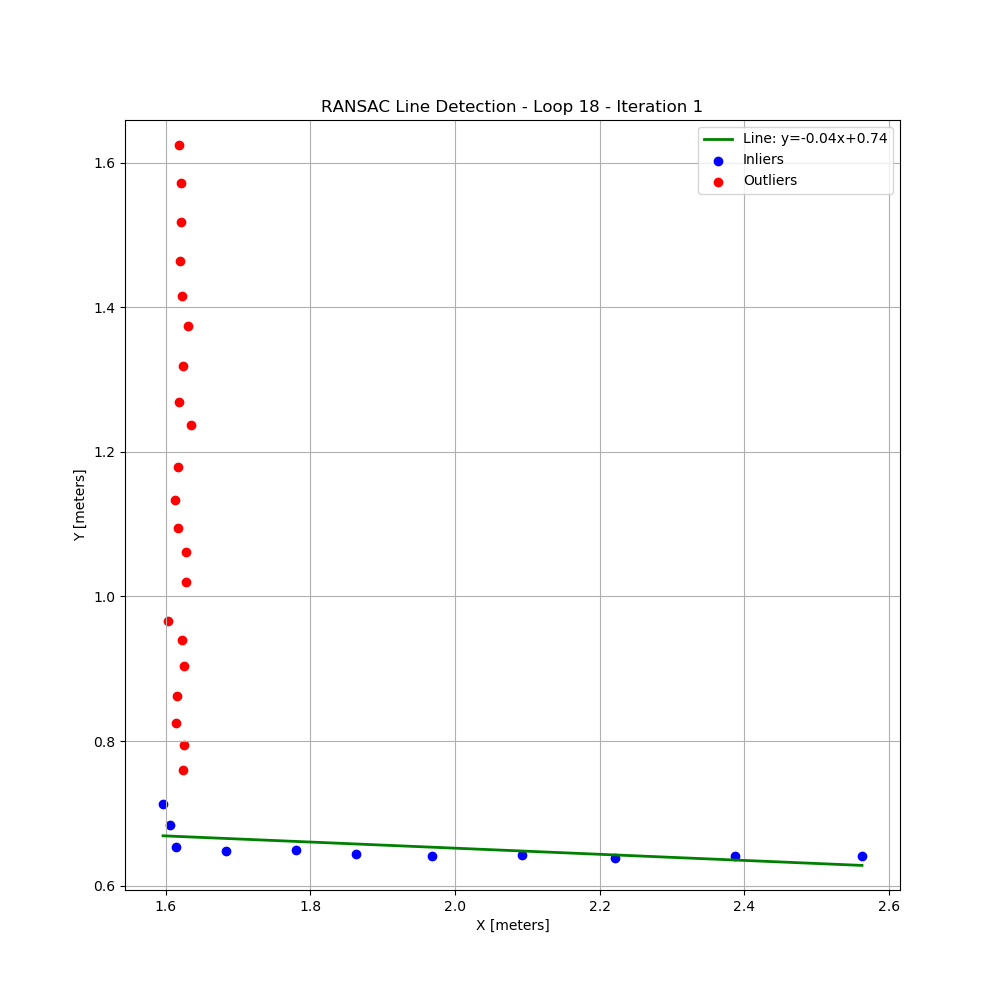 RANSAC Line Detection - Loop 18 - Iteration 1
Line: y=-0.04x+0.74
Inliers
Outliers
1.6
1.4
1.2
1.0
0.8
0.6
Y [meters]
1.6 1.8 2.0 2.2 2.4 2.6
X [meters]